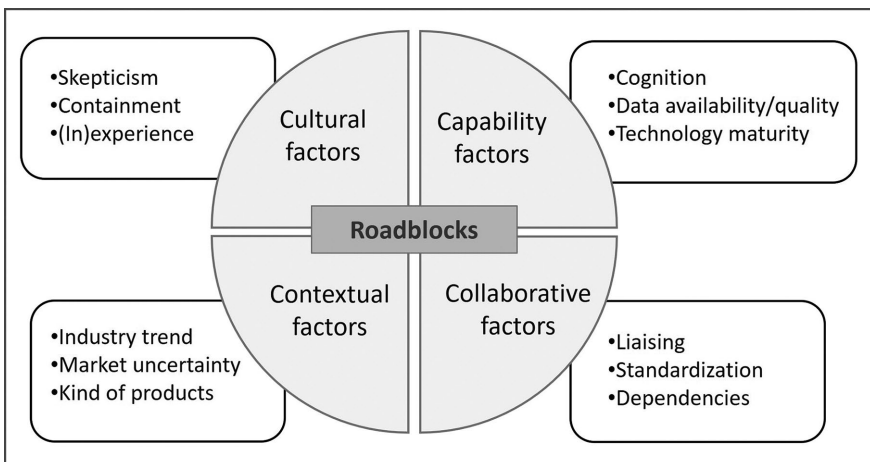 •Skepticism
•Containment
•(In)experience
Cultural
factors
Capability
factors
•Cognition
•Data availability/quality
•Technology maturity
Roadblocks
•Industry trend
•Market uncertainty
•Kind of products
Contextual
factors
Collaborative
factors
•Liaising
•Standardization
•Dependencies